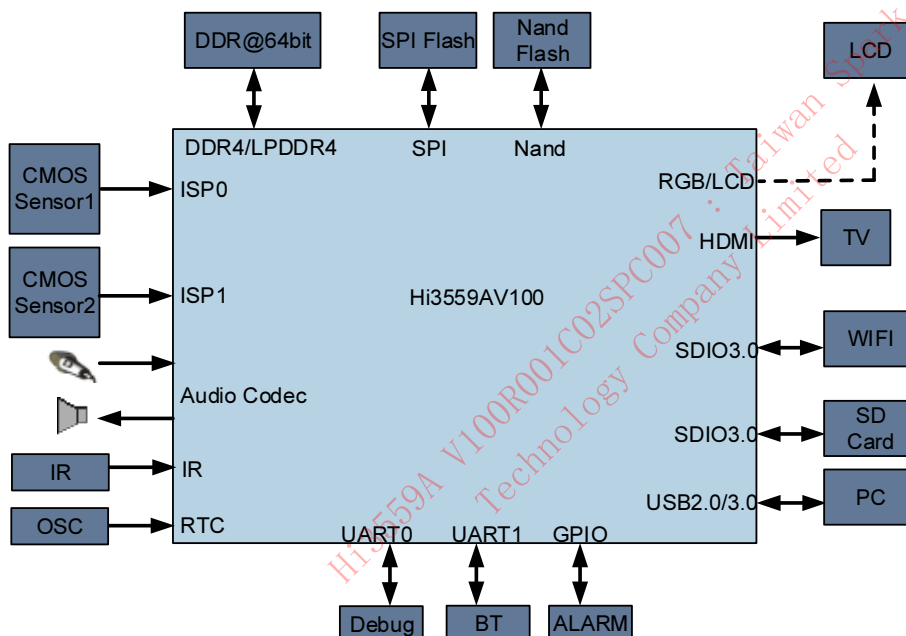 DDR@64bit
SPI Flash
Nand
Flash
LCD
DDR4/LPDDR4
SPI
Nand
CMOS
Sensor1
ISP0
RGB/LCD
HDMI
TV
CMOS
Sensor2
ISP1
Hi3559AV100
SDIO3.0
WIFI
Audio Codec
SDIO3.0
SD
Card
IR
IR
USB2.0/3.0
PC
OSC
RTC
UART0
UART1
GPIO
Debug
BT
ALARM
Hi3559A V100R001C02SPC007 : Taiwan Spark
Technology Company Limited